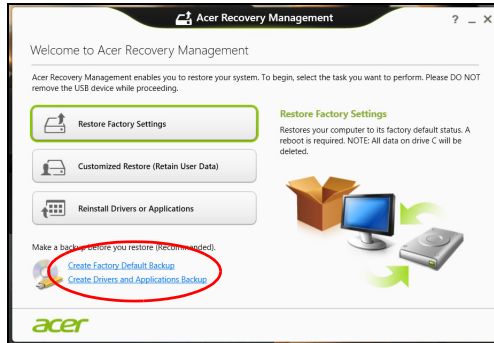 Acer Recovery Management
? _ X
Welcome to Acer Recovery Management
Acer Recovery Management enables you to restore your system. To begin, select the task you want to perform. Please DO NOT
remove the USB device while proceeding.
Restore Factory Settings
Customized Restore (Retain User Data)
Reinstall Drivers or Applications
Restore Factory Settings
Restores your computer to its factory default status. A
reboot is required. NOTE: All data on drive C will be
deleted.
Make a backup before you restore (Recommended).
Create Factory Default Backup
Create Drivers and Applications Backup
acer